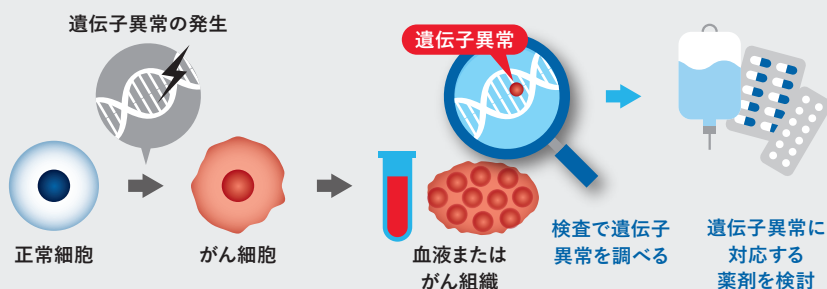 遺伝子異常の発生
遺伝子異常
正常細胞
がん細胞
血液または
がん組織
検査で遺伝子
異常を調べる
遺伝子異常に
対応する
薬剤を検討